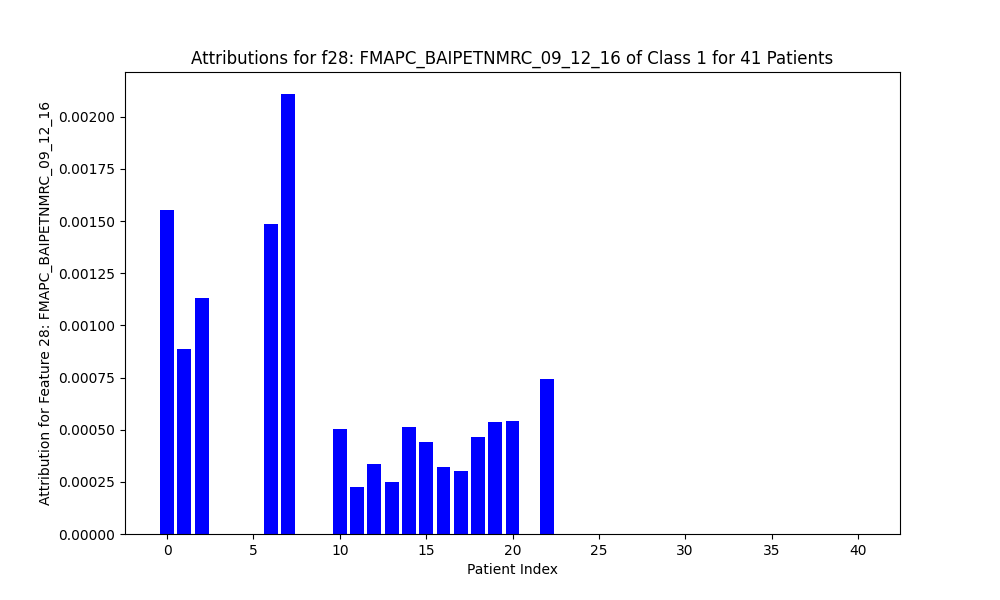 Attributions for f28: FMAPC_BAIPETNMRC_09_12_16 of Class 1 for 41 Patients
Attribution for Feature 28: FMAPC_BAIPETNMRC_09_12_16
0.00200
0.00175
0.00150
0.00125
0.00100
0.00075
0.00050
0.00025
0.00000
0 5 10 15 20 25 30 35 40
Patient Index